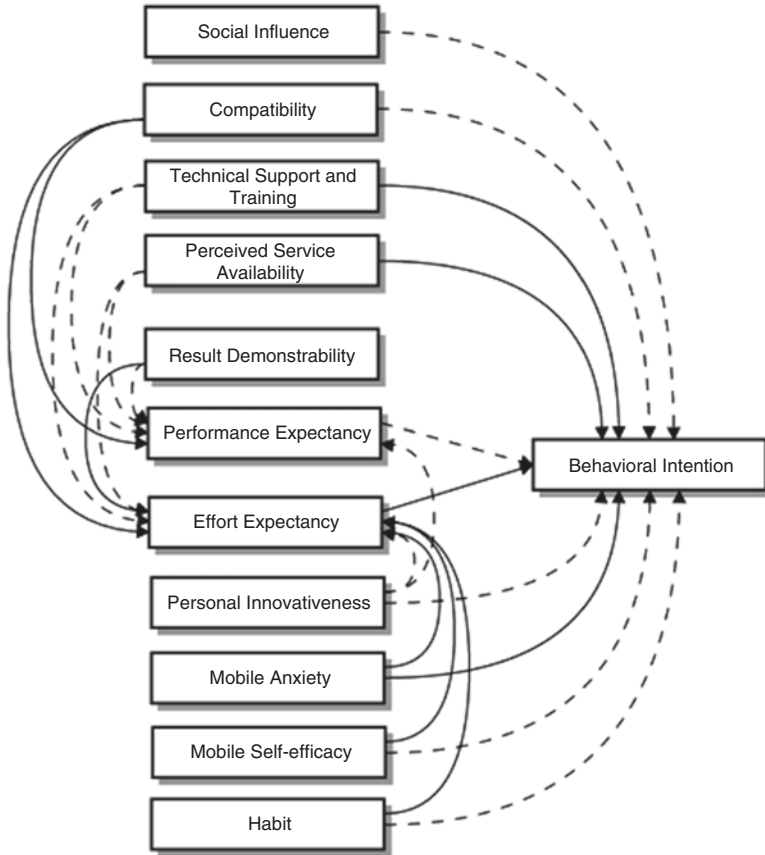 Social Influence
Compatibility
Technical Support and
Training
Perceived Service
Availability
Result Demonstrability
Performance Expectancy
Behavioral Intention
Effort Expectancy
Personal Innovativeness
Mobile Anxiety
Mobile Self-efficacy
Habit